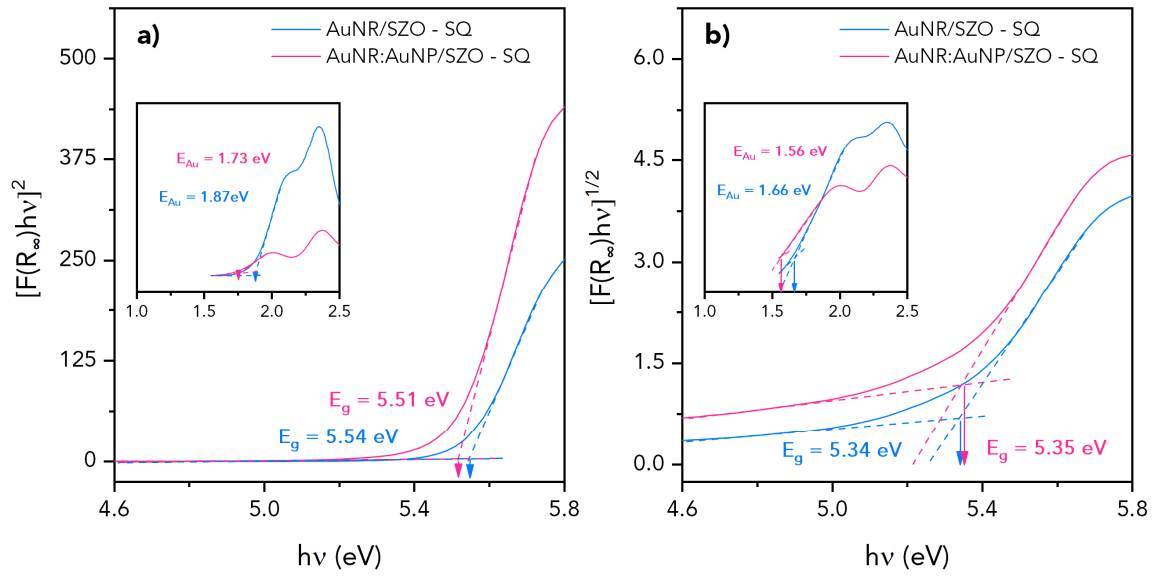 a)
AuNR/SZO - SQ
AuNR:AuNP/SZO - SQ
500
375
250
125
0
[F(R∞)hν]²
E_Au = 1.73 eV
E_Au = 1.87eV
1.0 1.5 2.0 2.5
E_g = 5.51 eV
E_g = 5.54 eV
4.6 5.0 5.4 5.8
hν (eV)
b)
AuNR/SZO - SQ
AuNR:AuNP/SZO - SQ
6.0
4.5
3.0
1.5
0.0
[F(R∞)hν]^1/2
E_Au = 1.56 eV
E_Au = 1.66 eV
1.0 1.5 2.0 2.5
E_g = 5.34 eV
E_g = 5.35 eV
4.6 5.0 5.4 5.8
hν (eV)